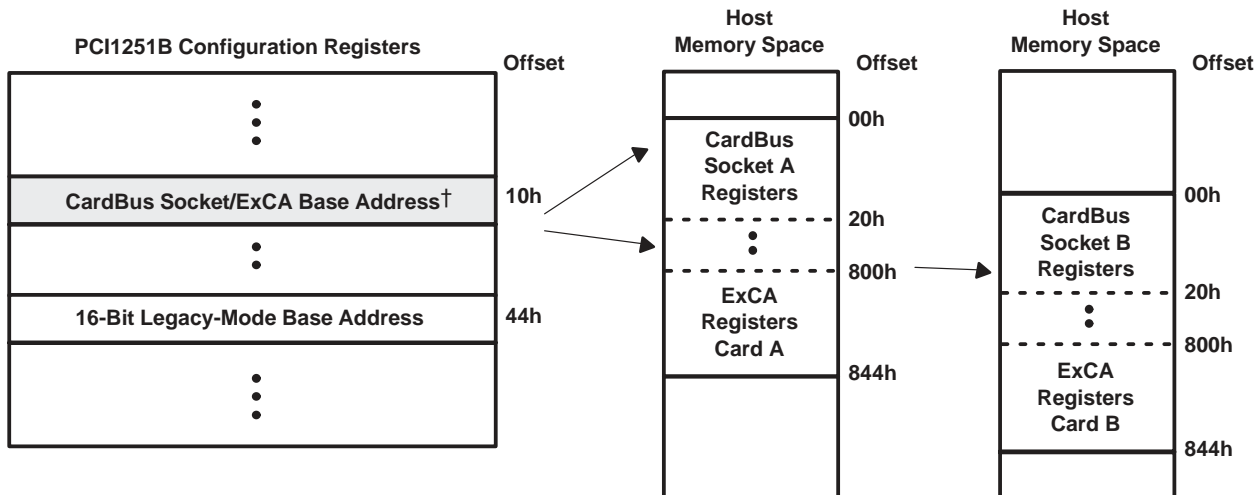 PCI1251B Configuration Registers
Offset
CardBus Socket/ExCA Base Address†
10h
16-Bit Legacy-Mode Base Address
44h
Host
Memory Space
Offset
00h
CardBus
Socket A
Registers
20h
800h
ExCA
Registers
Card A
844h
Host
Memory Space
Offset
00h
CardBus
Socket B
Registers
20h
800h
ExCA
Registers
Card B
844h